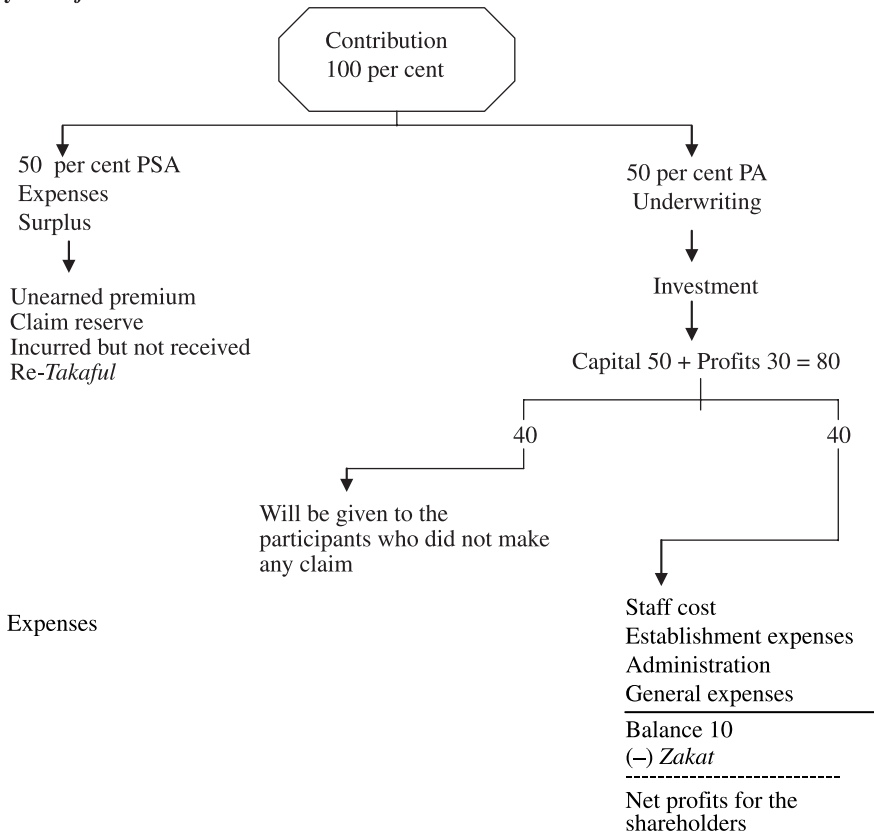 Contribution
100 per cent
50 per cent PSA
Expenses
Surplus
50 per cent PA
Underwriting
Unearned premium
Claim reserve
Incurred but not received
Re-Takaful
Investment
Capital 50 + Profits 30 = 80
40
40
Will be given to the
participants who did not make
any claim
Expenses
Staff cost
Establishment expenses
Administration
General expenses
Balance 10
(–) Zakat
Net profits for the
shareholders